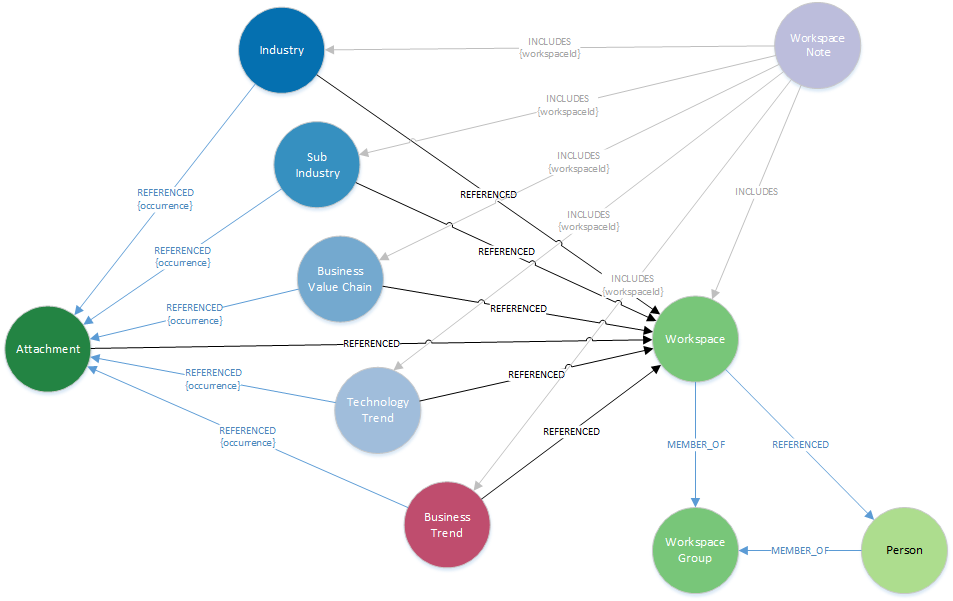 Industry
Workspace
Note
INCLUDES
{workspaceId}
INCLUDES
{workspaceId}
Sub
Industry
INCLUDES
{workspaceId}
REFERENCED
{occurrence}
REFERENCED
INCLUDES
INCLUDES
{workspaceId}
REFERENCED
{occurrence}
REFERENCED
Business
Value Chain
INCLUDES
{workspaceId}
REFERENCED
{occurrence}
REFERENCED
Attachment
REFERENCED
Workspace
REFERENCED
{occurrence}
REFERENCED
Technology
Trend
REFERENCED
{occurrence}
REFERENCED
MEMBER_OF
REFERENCED
Business
Trend
Workspace
Group
MEMBER_OF
Person